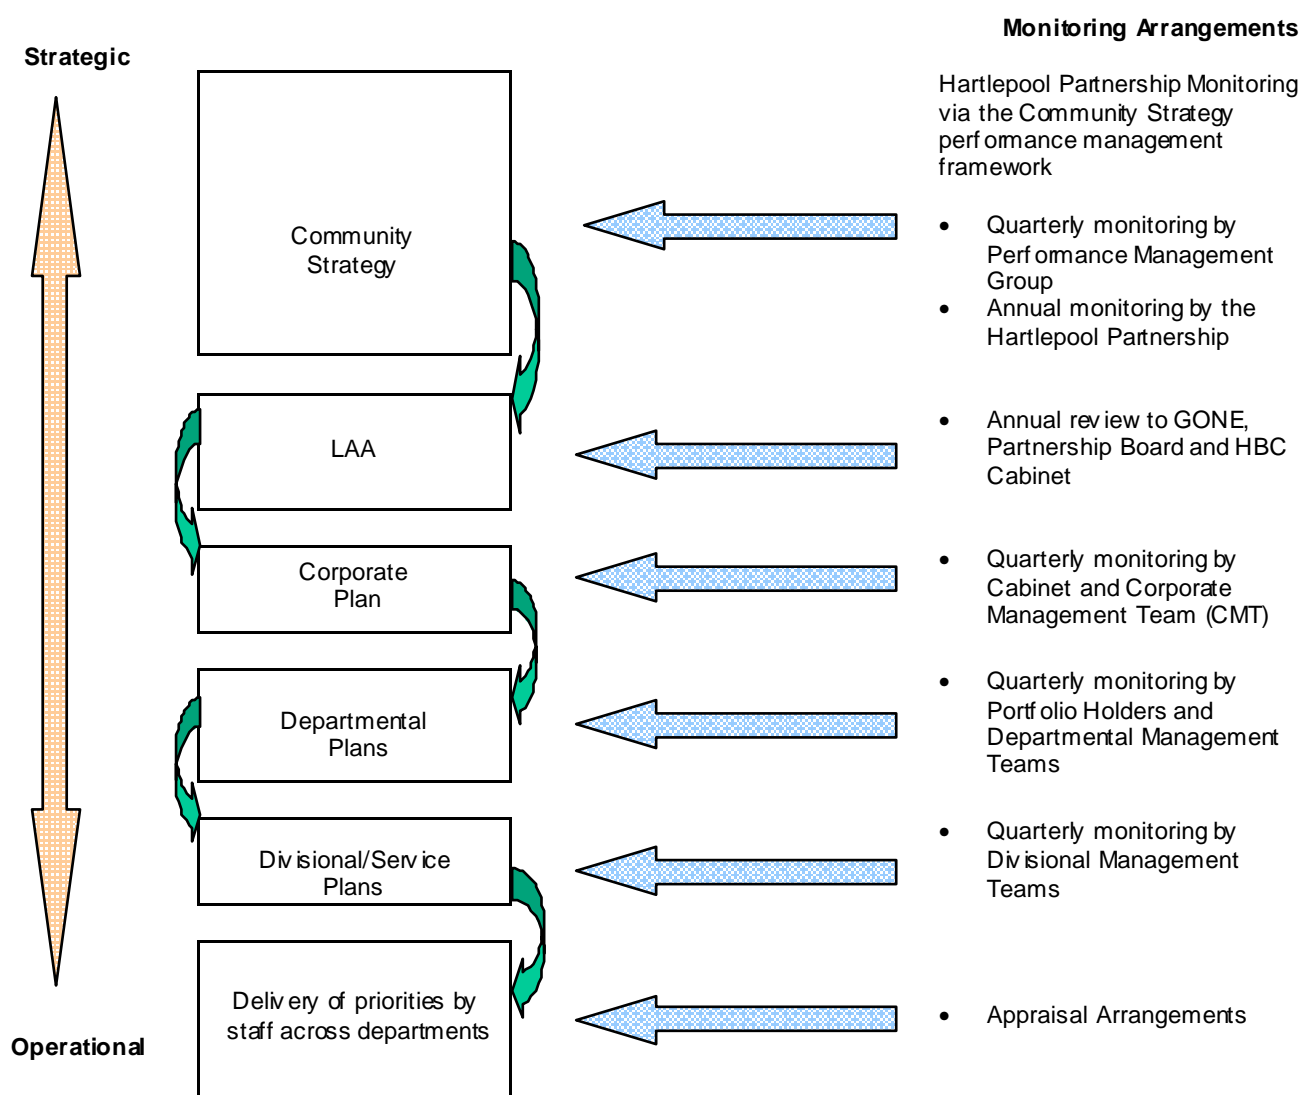 Monitoring Arrangements
Strategic
Hartlepool Partnership Monitoring
via the Community Strategy
performance management
framework
Community
Strategy
• Quarterly monitoring by
Performance Management
Group
• Annual monitoring by the
Hartlepool Partnership
LAA
• Annual review to GONE,
Partnership Board and HBC
Cabinet
Corporate
Plan
• Quarterly monitoring by
Cabinet and Corporate
Management Team (CMT)
Departmental
Plans
• Quarterly monitoring by
Portfolio Holders and
Departmental Management
Teams
Divisional/Service
Plans
• Quarterly monitoring by
Divisional Management
Teams
Delivery of priorities by
staff across departments
• Appraisal Arrangements
Operational